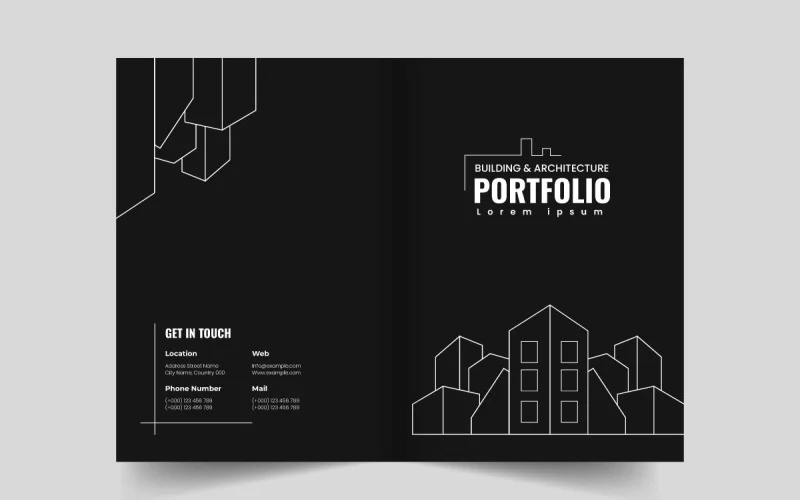 BUILDING & ARCHITECTURE
PORTFOLIO
Lorem ipsum
GET IN TOUCH
Location
Addrass Street Name
City Name, Country 000
Web
Info@example.com
Www.example.com
Phone Number
(+000) 123 456 789
(+000) 123 456 789
Mail
(+000) 123 456 789
(+000) 123 456 789